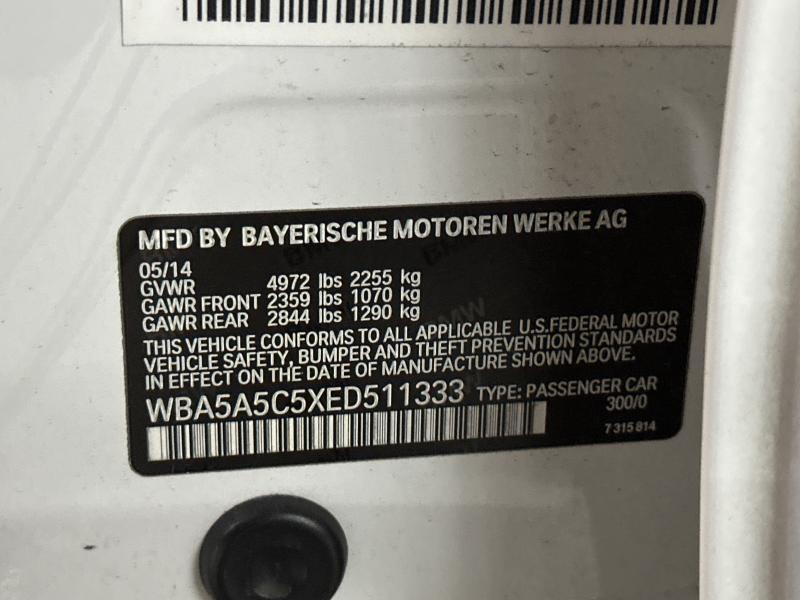 MFD BY BAYERISCHE MOTOREN WERKE AG
05/14
GVWR 4972 lbs 2255 kg
GAWR FRONT 2359 lbs 1070 kg
GAWR REAR 2844 lbs 1290 kg
THIS VEHICLE CONFORMS TO ALL APPLICABLE U.S.FEDERAL MOTOR
VEHICLE SAFETY, BUMPER AND THEFT PREVENTION STANDARDS
IN EFFECT ON THE DATE OF MANUFACTURE SHOWN ABOVE.
WBA5A5C5XED511333 TYPE: PASSENGER CAR
300/0
7 315 814